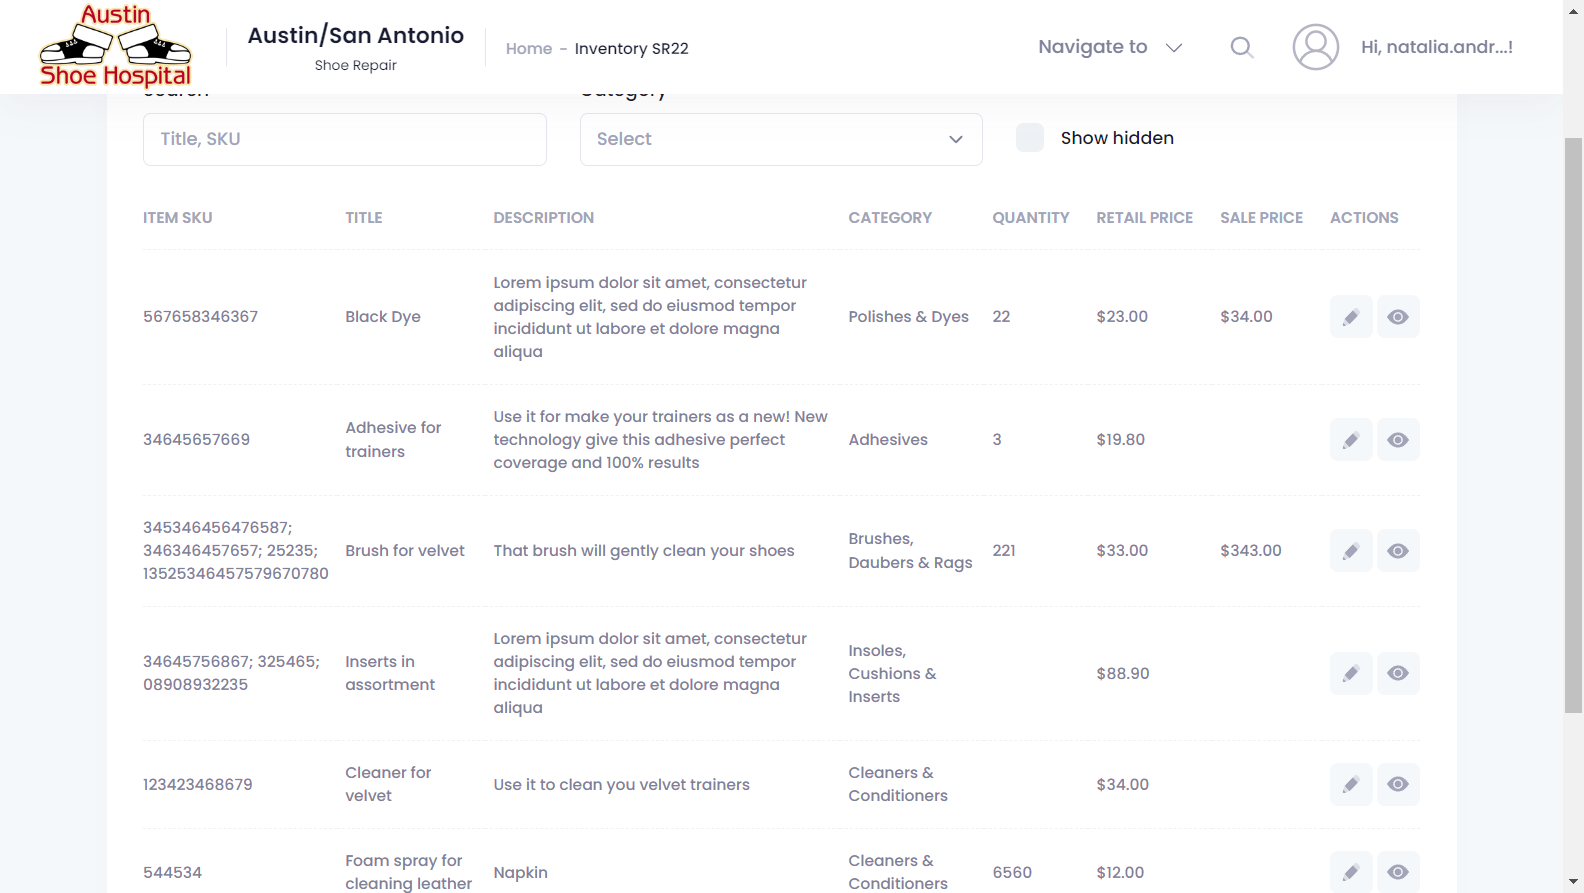 Austin
Shoe Hospital
Austin/San Antonio
Shoe Repair
Home - Inventory SR22
Navigate to
Hi, natalia.andr...!
Search
Category
Title, SKU
Select
Show hidden
ITEM SKU TITLE DESCRIPTION CATEGORY QUANTITY RETAIL PRICE SALE PRICE ACTIONS
567658346367
Black Dye
Lorem ipsum dolor sit amet, consectetur
adipiscing elit, sed do eiusmod tempor
incididunt ut labore et dolore magna
aliqua
Polishes & Dyes
22
$23.00
$34.00
34645657669
Adhesive for
trainers
Use it for make your trainers as a new! New
technology give this adhesive perfect
coverage and 100% results
Adhesives
3
$19.80
345346456476587;
346346457657; 25235;
13525346457579670780
Brush for velvet
That brush will gently clean your shoes
Brushes,
Daubers & Rags
221
$33.00
$343.00
34645756867; 325465;
08908932235
Inserts in
assortment
Lorem ipsum dolor sit amet, consectetur
adipiscing elit, sed do eiusmod tempor
incididunt ut labore et dolore magna
aliqua
Insoles,
Cushions &
Inserts
$88.90
123423468679
Cleaner for
velvet
Use it to clean you velvet trainers
Cleaners &
Conditioners
$34.00
544534
Foam spray for
cleaning leather
Napkin
Cleaners &
Conditioners
6560
$12.00